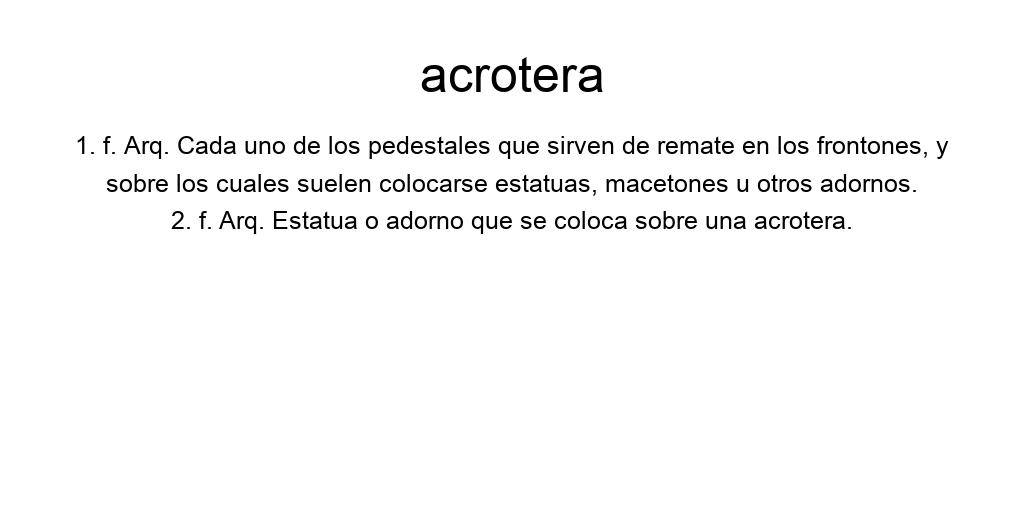 acrotera
1. f. Arq. Cada uno de los pedestales que sirven de remate en los frontones, y
sobre los cuales suelen colocarse estatuas, macetones u otros adornos.
2. f. Arq. Estatua o adorno que se coloca sobre una acrotera.